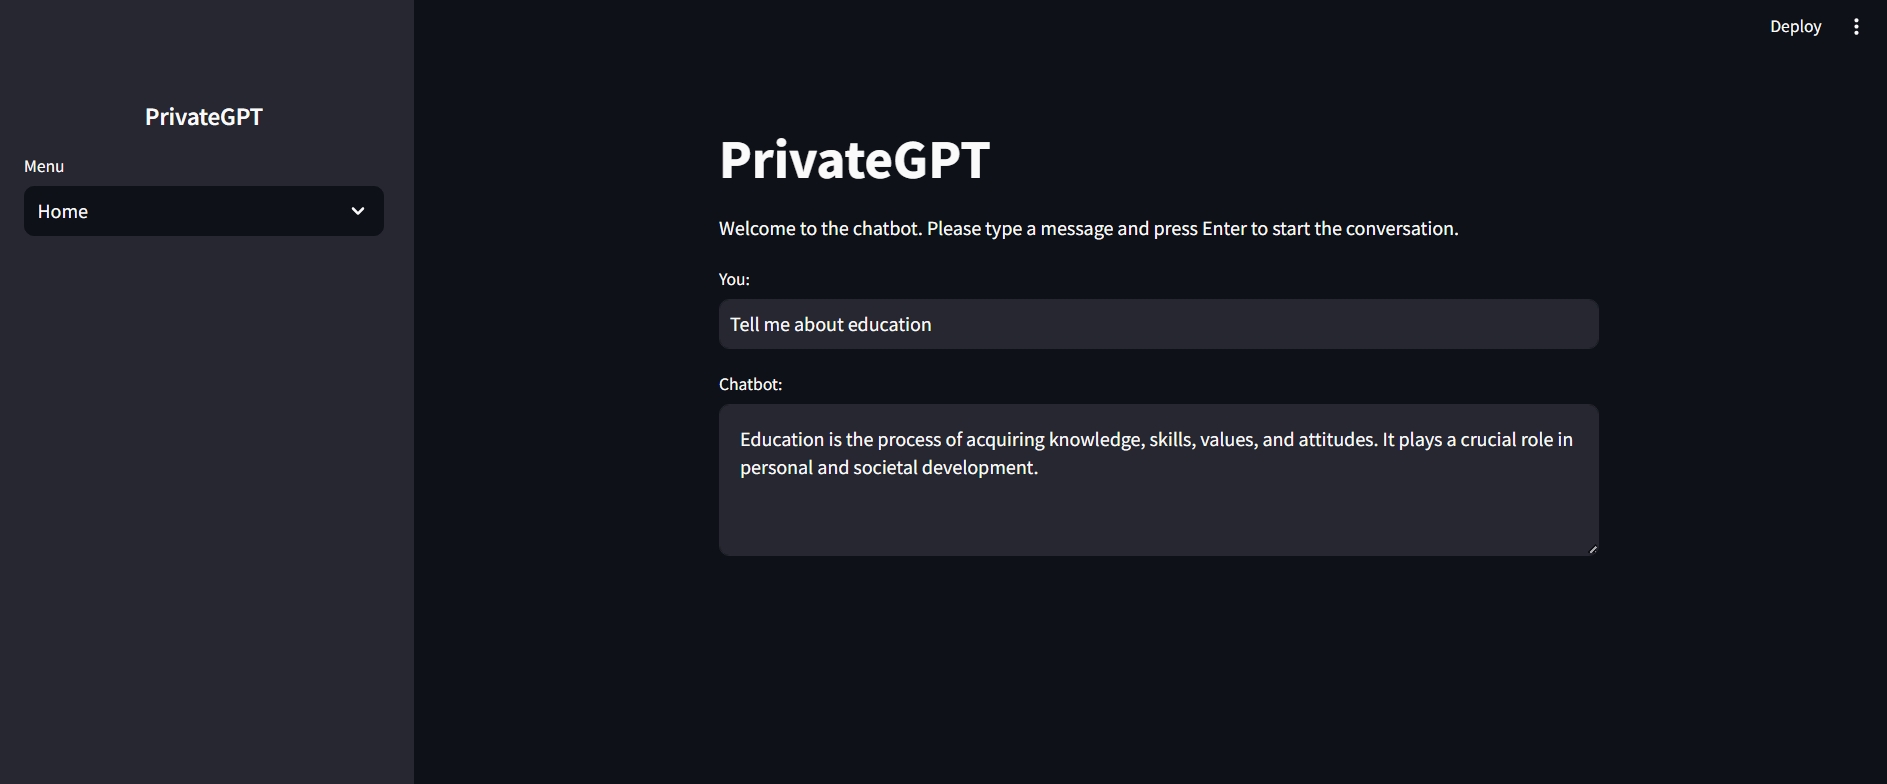 Deploy
PrivateGPT
Menu
Home
PrivateGPT
Welcome to the chatbot. Please type a message and press Enter to start the conversation.
You:
Tell me about education
Chatbot:
Education is the process of acquiring knowledge, skills, values, and attitudes. It plays a crucial role in
personal and societal development.